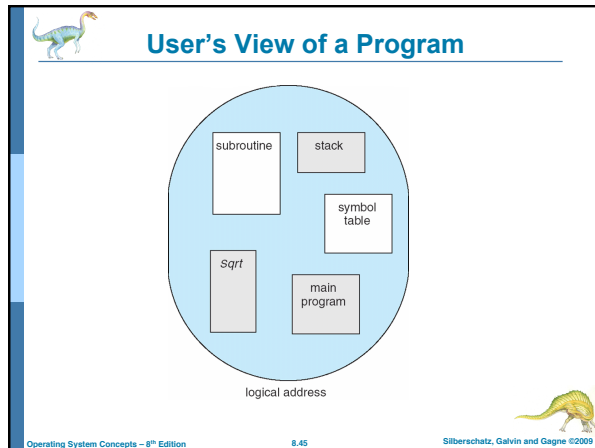 User's View of a Program
subroutine
stack
symbol
table
Sqrt
main
program
logical address
Operating System Concepts – 8th Edition
8.45
Silberschatz, Galvin and Gagne ©2009